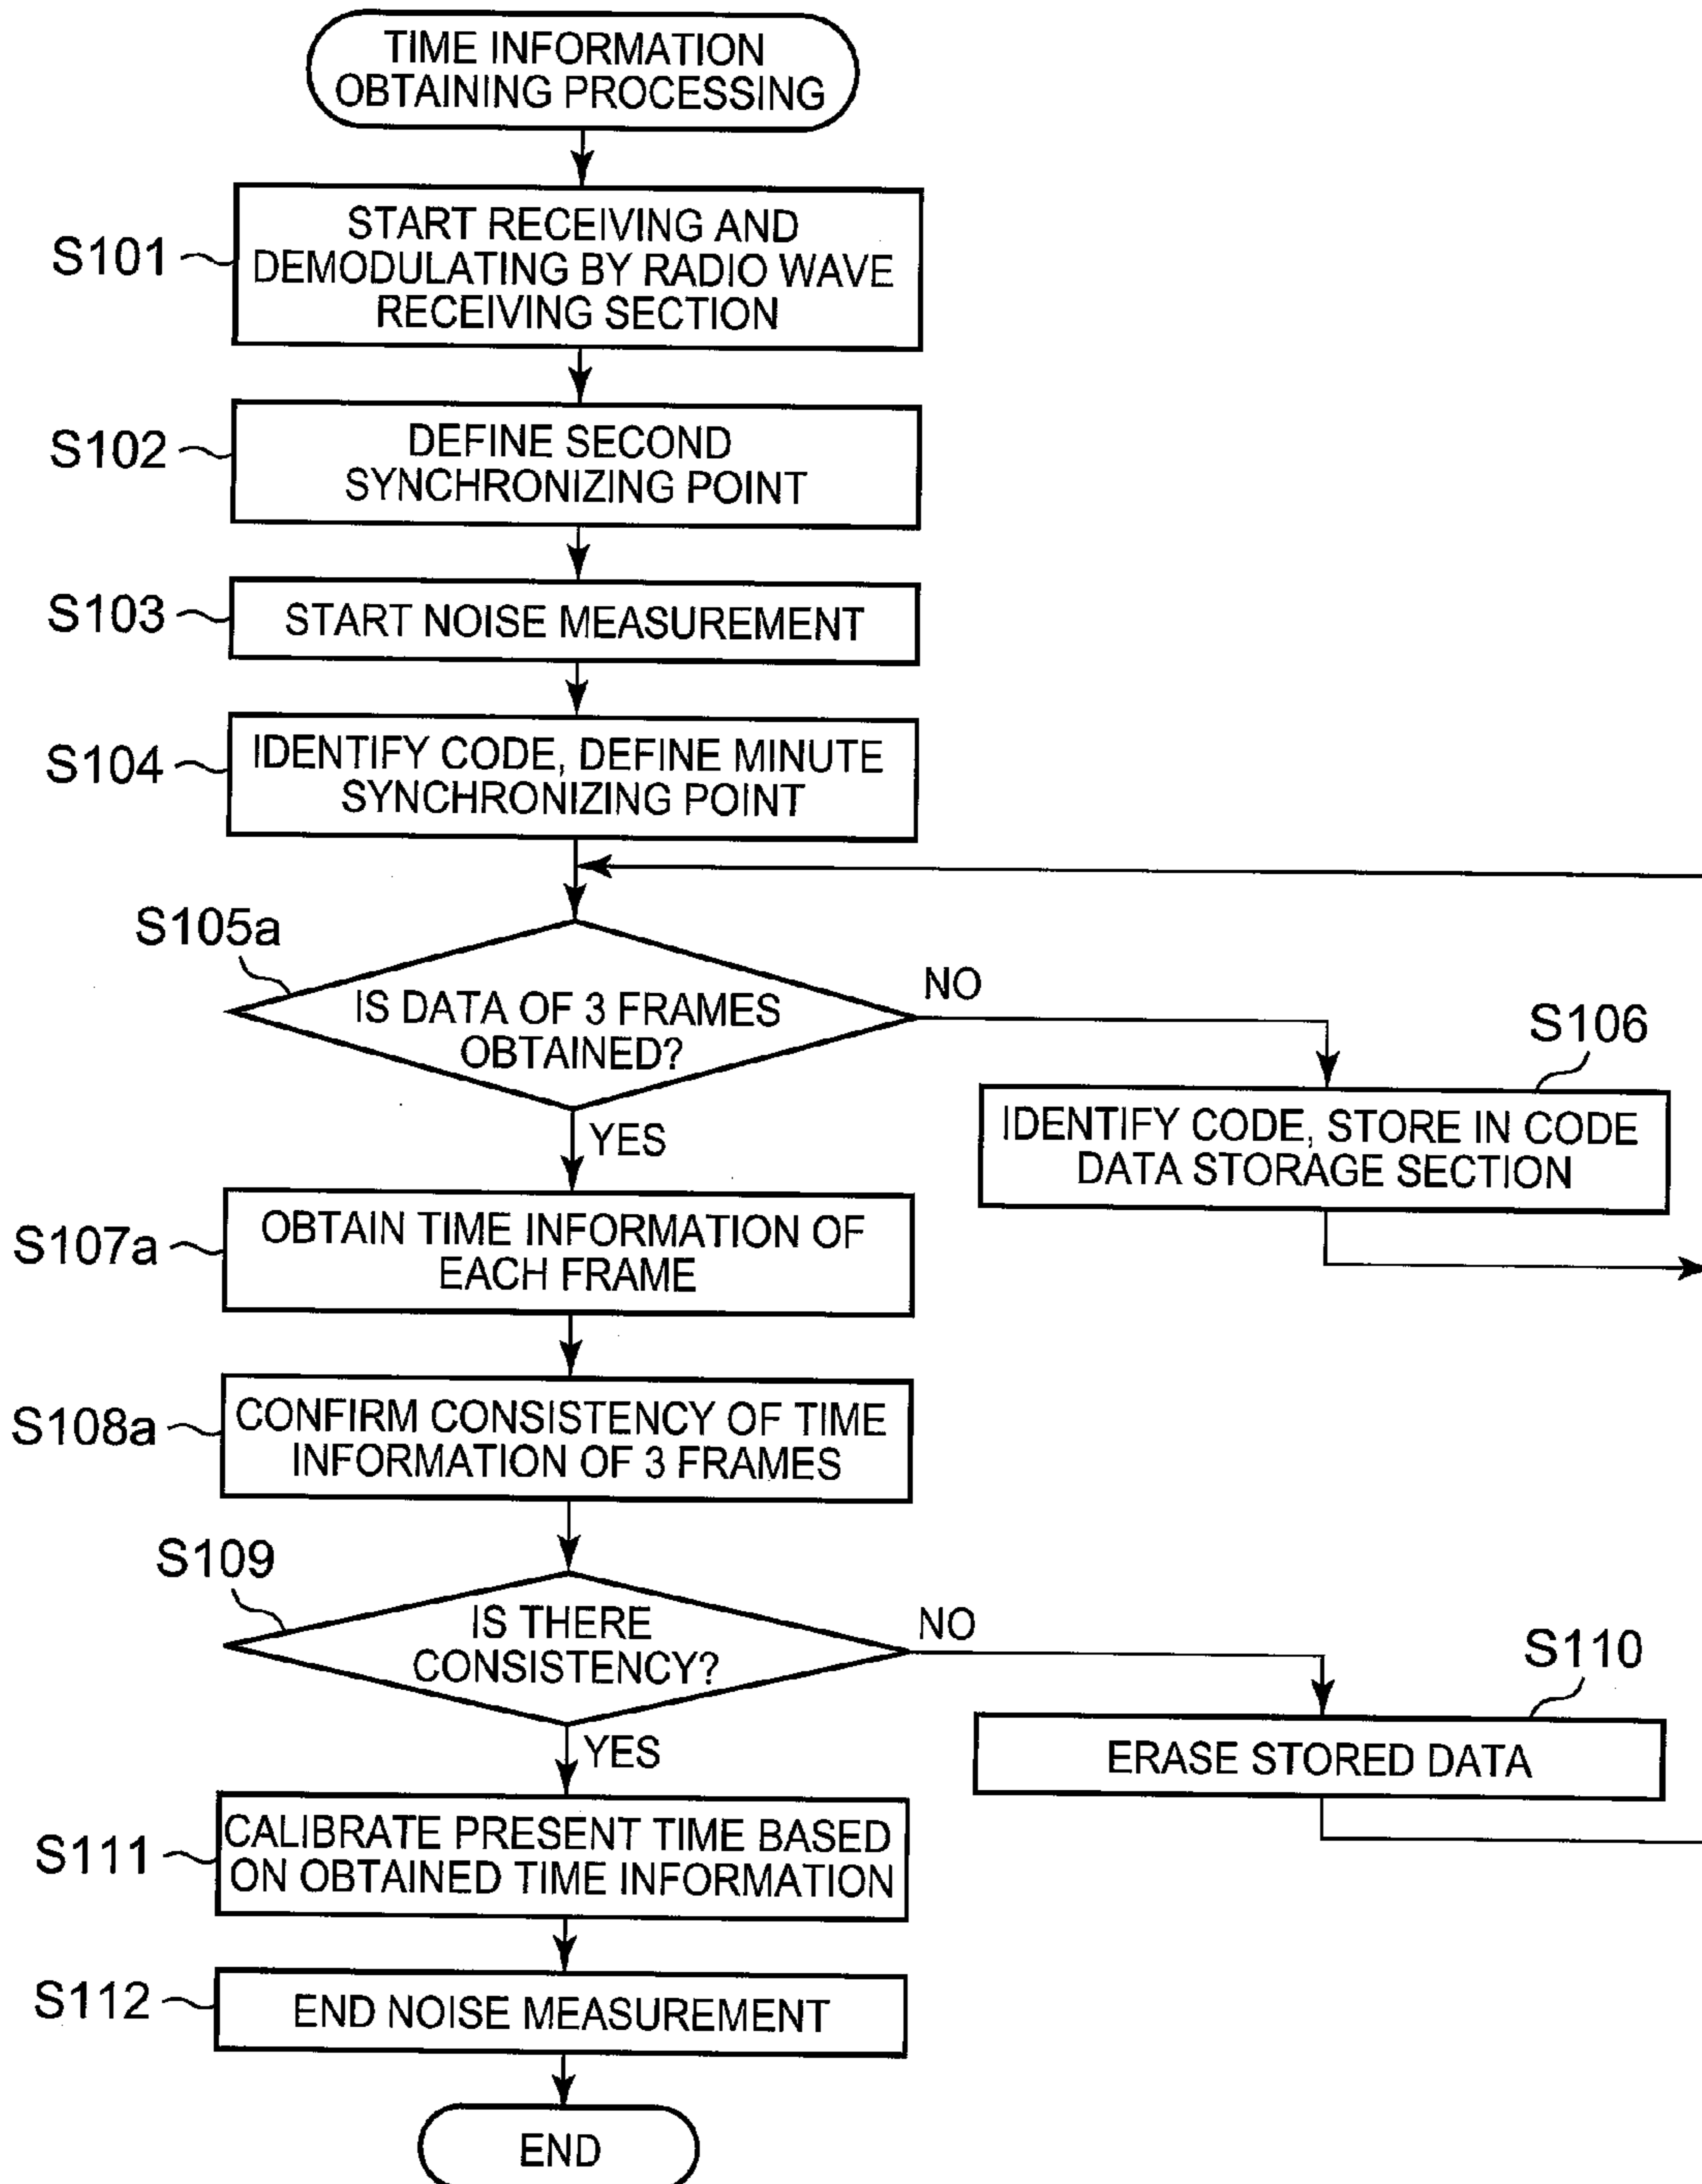 TIME INFORMATION
OBTAINING PROCESSING
S101
START RECEIVING AND
DEMODULATING BY RADIO WAVE
RECEIVING SECTION
S102
DEFINE SECOND
SYNCHRONIZING POINT
S103
START NOISE MEASUREMENT
S104
IDENTIFY CODE, DEFINE MINUTE
SYNCHRONIZING POINT
S105a
IS DATA OF 3 FRAMES
OBTAINED?
NO
YES
S106
IDENTIFY CODE, STORE IN CODE
DATA STORAGE SECTION
S107a
OBTAIN TIME INFORMATION OF
EACH FRAME
S108a
CONFIRM CONSISTENCY OF TIME
INFORMATION OF 3 FRAMES
S109
IS THERE
CONSISTENCY?
NO
YES
S110
ERASE STORED DATA
S111
CALIBRATE PRESENT TIME BASED
ON OBTAINED TIME INFORMATION
S112
END NOISE MEASUREMENT
END